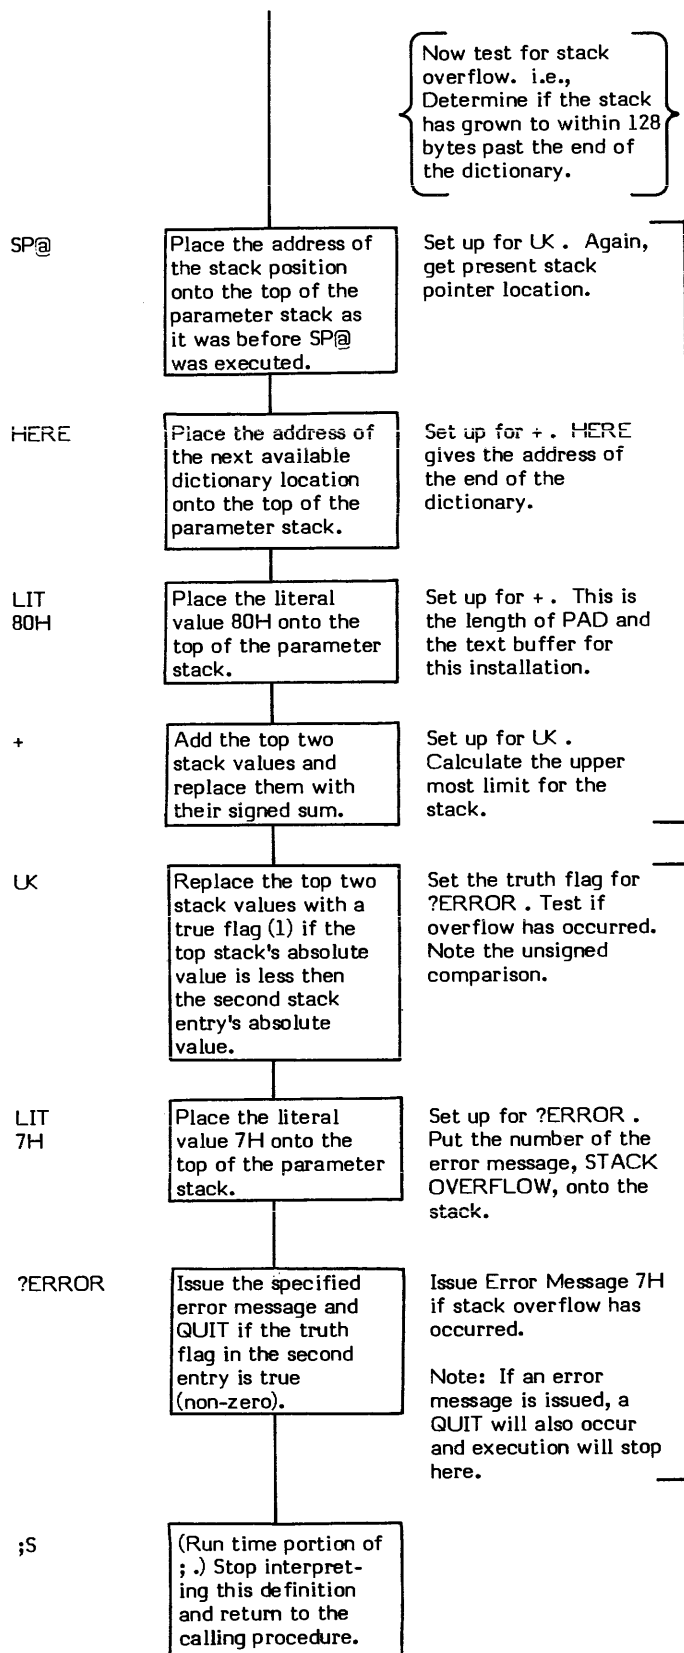 Now test for stack
overflow. i.e.,
Determine if the stack
has grown to within 128
bytes past the end of
the dictionary.
SP@
Place the address of
the stack position
onto the top of the
parameter stack as
it was before SP@
was executed.
Set up for U< . Again,
get present stack
pointer location.
HERE
Place the address of
the next available
dictionary location
onto the top of the
parameter stack.
Set up for + . HERE
gives the address of
the end of the
dictionary.
LIT
80H
Place the literal
value 80H onto the
top of the parameter
stack.
Set up for + . This is
the length of PAD and
the text buffer for
this installation.
+
Add the top two
stack values and
replace them with
their signed sum.
Set up for U< .
Calculate the upper
most limit for the
stack.
U<
Replace the top two
stack values with a
true flag (1) if the
top stack's absolute
value is less then
the second stack
entry's absolute
value.
Set the truth flag for
?ERROR . Test if
overflow has occurred.
Note the unsigned
comparison.
LIT
7H
Place the literal
value 7H onto the
top of the parameter
stack.
Set up for ?ERROR .
Put the number of the
error message, STACK
OVERFLOW, onto the
stack.
?ERROR
Issue the specified
error message and
QUIT if the truth
flag in the second
entry is true
(non-zero).
Issue Error Message 7H
if stack overflow has
occurred.
Note: If an error
message is issued, a
QUIT will also occur
and execution will stop
here.
;S
(Run time portion of
; .) Stop interpret-
ing this definition
and return to the
calling procedure.